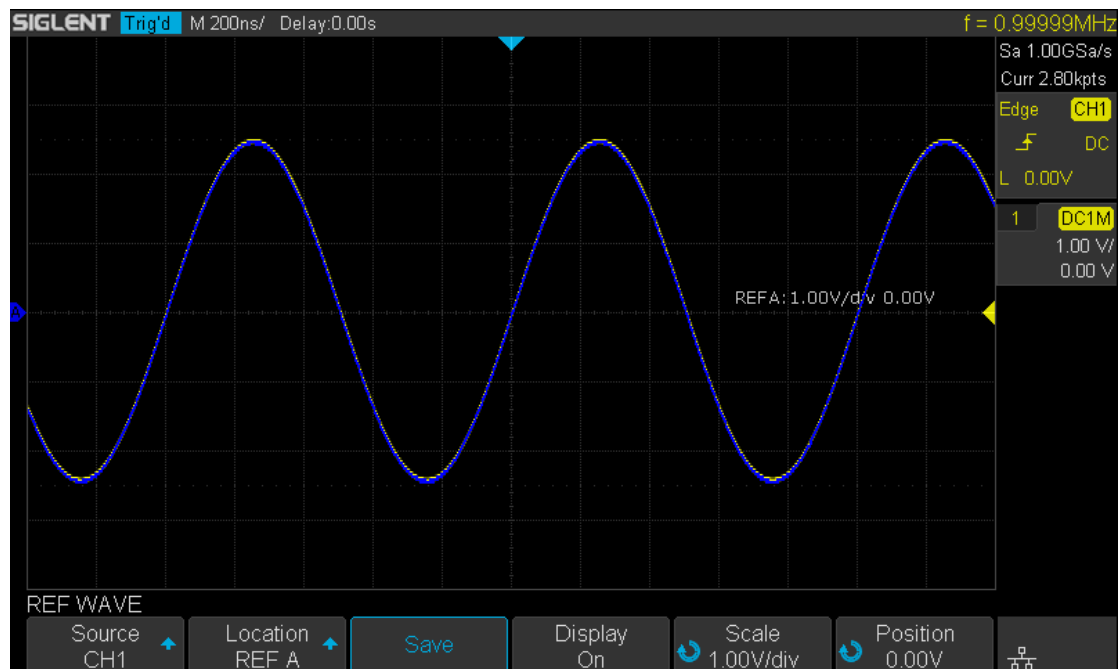 SIGLENT Trig'd M 200ns/ Delay:0.00s f = 0.99999MHz
Sa 1.00GSa/s
Curr 2.80kpts
Edge CH1
DC
L 0.00V
1 DC1M
1.00 V/
0.00 V
REFA:1.00V/div 0.00V
A
REF WAVE
Source
CH1
Location
REF A
Save
Display
On
Scale
1.00V/div
Position
0.00V